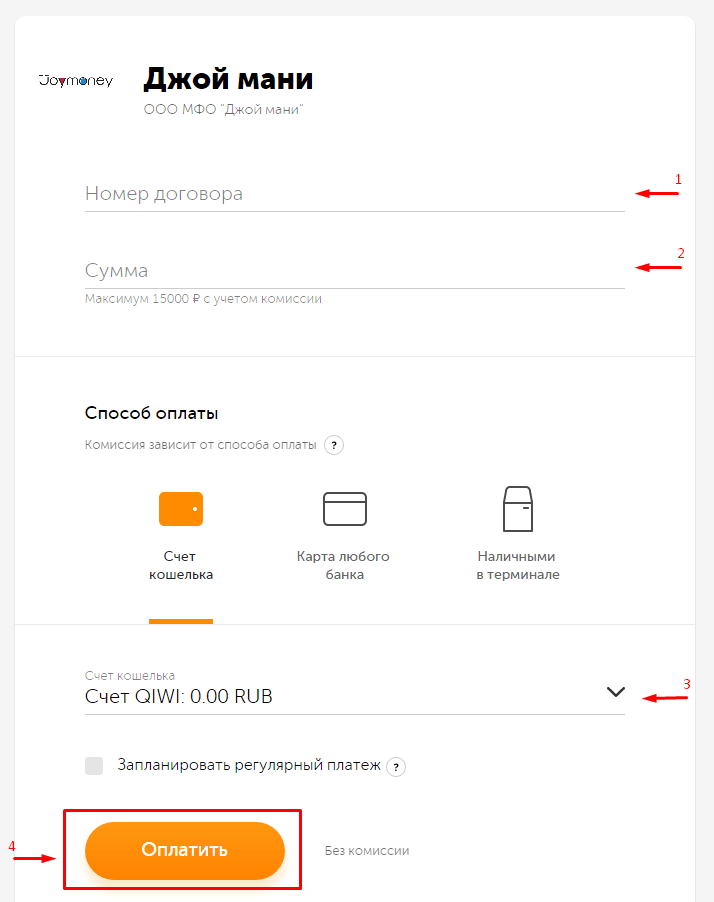 Joymoney
Джой мани
ООО МФО "Джой мани"
Номер договора
1
Сумма
2
Максимум 15000 ₽ с учетом комиссии
Способ оплаты
Комиссия зависит от способа оплаты ?
Счет
кошелька
Карта любого
банка
Наличными
в терминале
Счет кошелька
Счет QIWI: 0.00 RUB
3
Запланировать регулярный платеж ?
4
Оплатить
Без комиссии